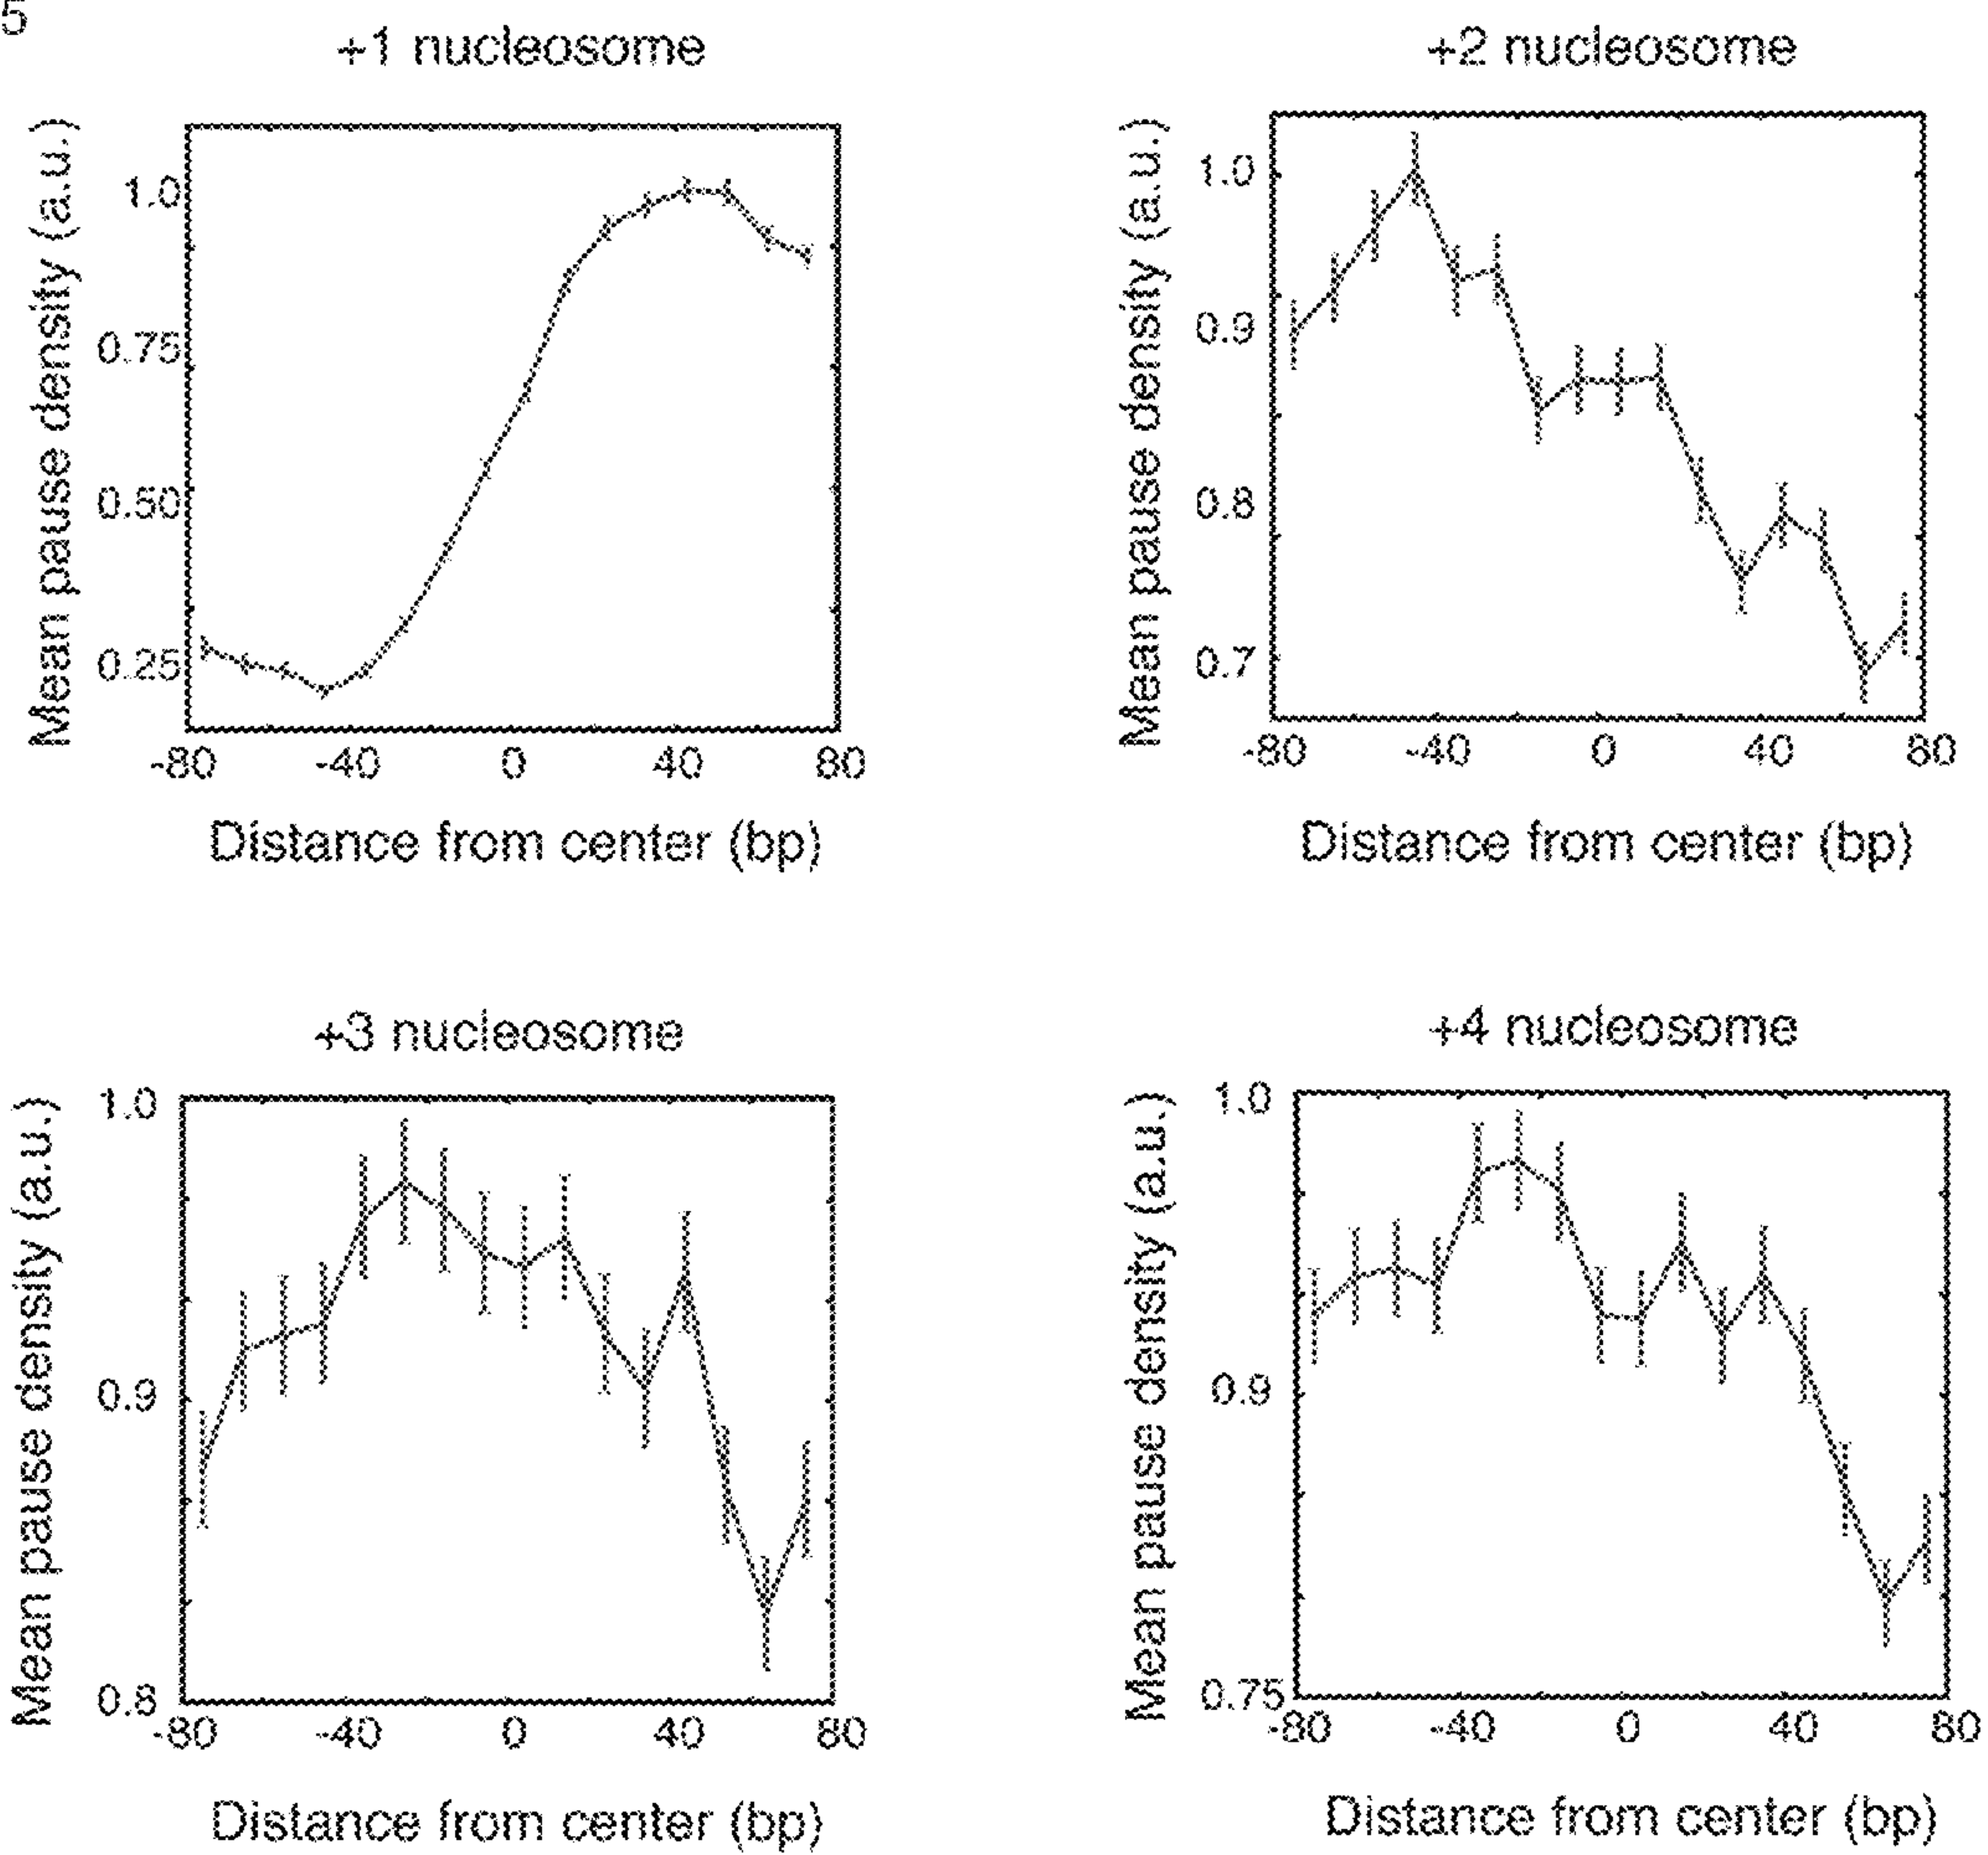 5
+1 nucleosome
Mean pause density (a.u.)
1.0
0.75
0.50
0.25
-80 -40 0 40 80
Distance from center (bp)
+2 nucleosome
Mean pause density (a.u.)
1.0
0.9
0.8
0.7
-80 -40 0 40 80
Distance from center (bp)
+3 nucleosome
Mean pause density (a.u.)
1.0
0.9
0.8
-80 -40 0 40 80
Distance from center (bp)
+4 nucleosome
Mean pause density (a.u.)
1.0
0.9
0.75
-80 -40 0 40 80
Distance from center (bp)